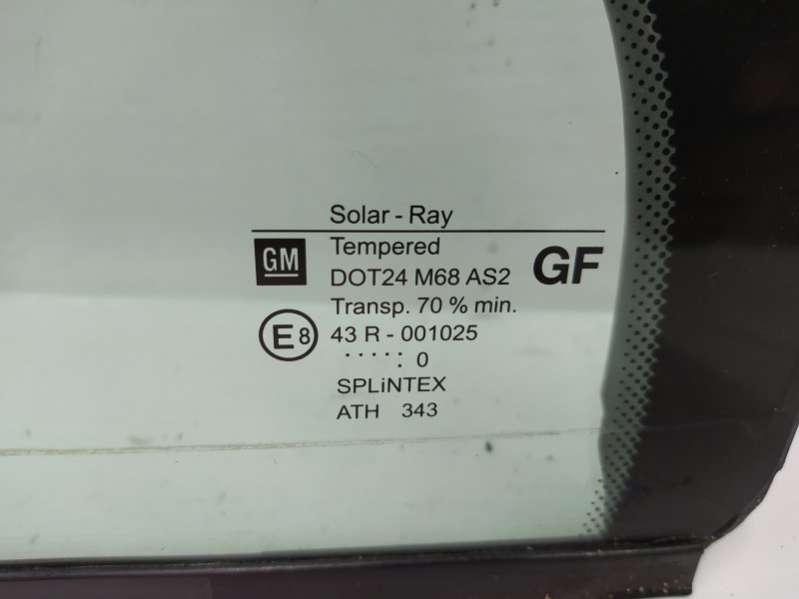 Solar - Ray
GM
Tempered
DOT24 M68 AS2
GF
Transp. 70 % min.
E8
43 R - 001025
.....: 0
SPLiNTEX
ATH 343